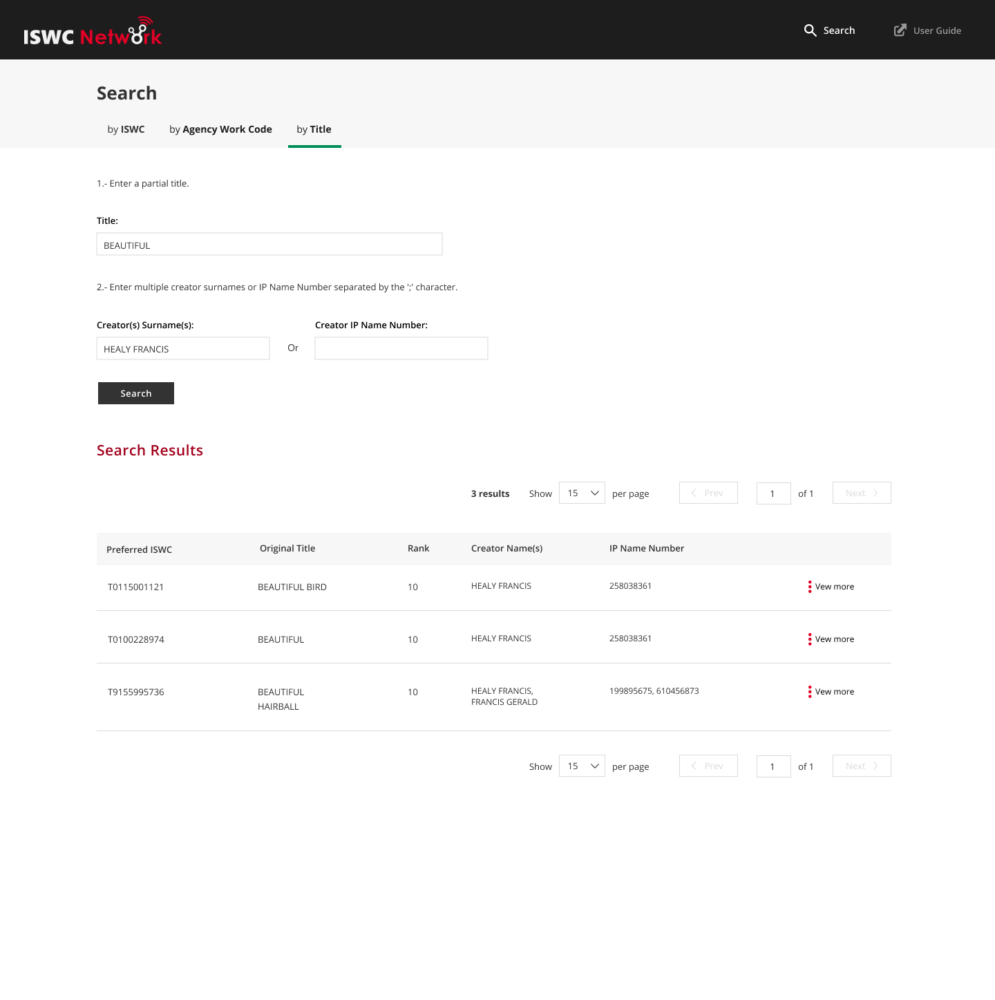 ISWC Network
Search
User Guide
Search
by ISWC
by Agency Work Code
by Title
1.- Enter a partial title.
Title:
BEAUTIFUL
2.- Enter multiple creator surnames or IP Name Number separated by the ';' character.
Creator(s) Surname(s):
Creator IP Name Number:
HEALY FRANCIS
Or
Search
Search Results
3 results
Show
15
per page
Prev
1
of 1
Next
Preferred ISWC
Original Title
Rank
Creator Name(s)
IP Name Number
T0115001121
BEAUTIFUL BIRD
10
HEALY FRANCIS
258038361
Vew more
T0100228974
BEAUTIFUL
10
HEALY FRANCIS
258038361
Vew more
T9155995736
BEAUTIFUL
HAIRBALL
10
HEALY FRANCIS,
FRANCIS GERALD
199895675, 610456873
Vew more
Show
15
per page
Prev
1
of 1
Next